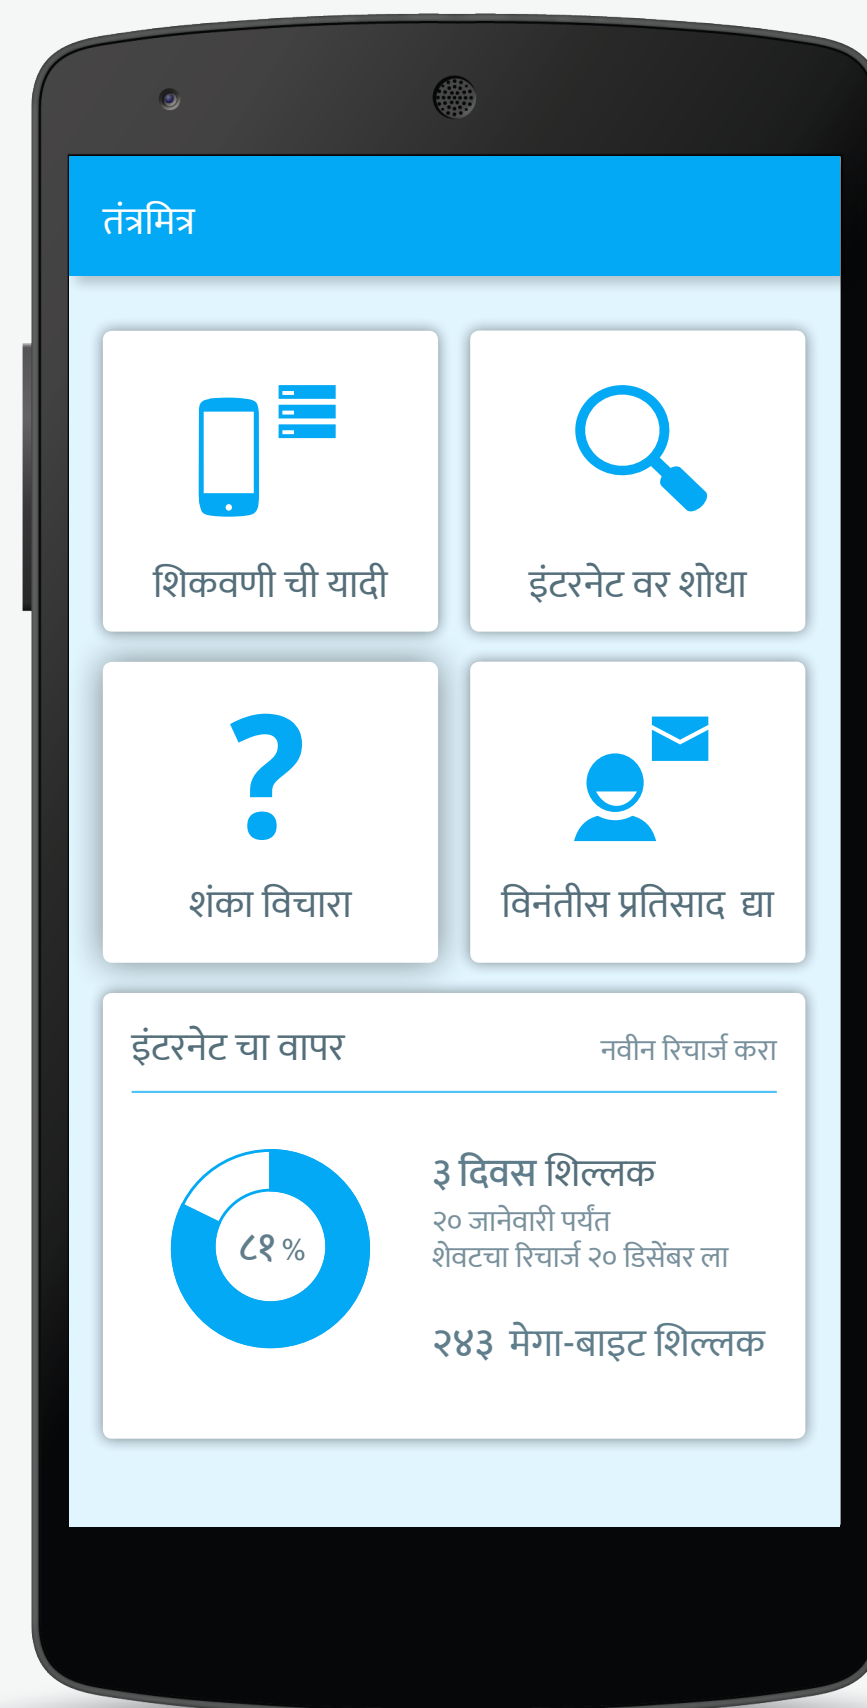 तंत्रमित्र
शिकवणी ची यादी
इंटरनेट वर शोधा
?
शंका विचारा
विनंतीस प्रतिसाद द्या
इंटरनेट चा वापर
नवीन रिचार्ज करा
८१ %
३ दिवस शिल्लक
२० जानेवारी पर्यंत
शेवटचा रिचार्ज २० डिसेंबर ला
२४३ मेगा-बाइट शिल्लक